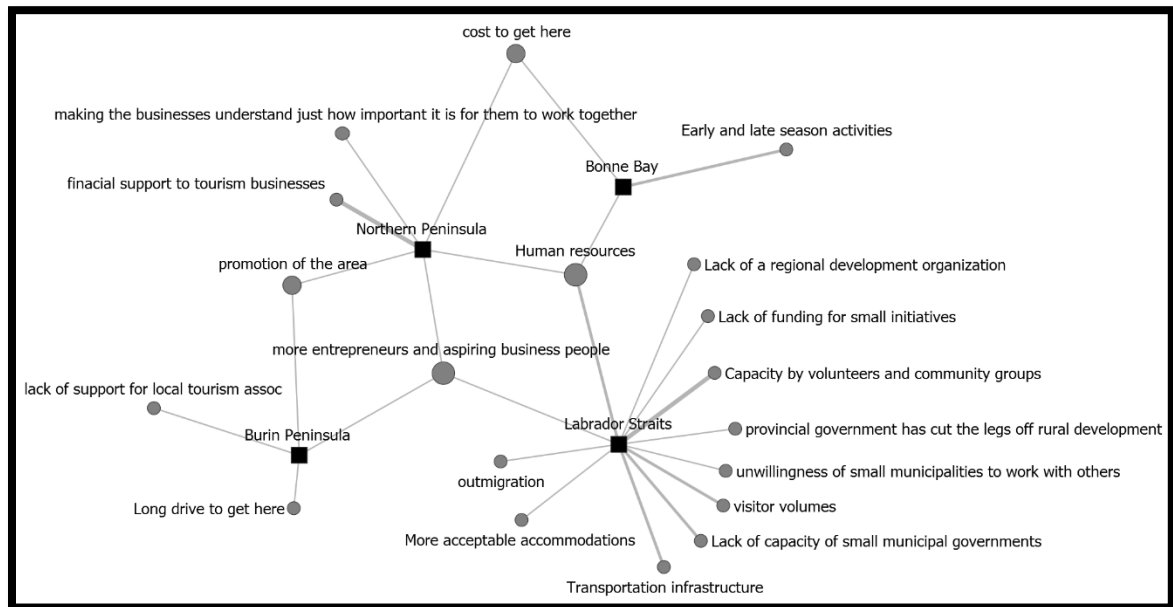 cost to get here
making the businesses understand just how important it is for them to work together
Early and late season activities
Bonne Bay
finacial support to tourism businesses
Northern Peninsula
Human resources
promotion of the area
Lack of a regional development organization
Lack of funding for small initiatives
more entrepreneurs and aspiring business people
Capacity by volunteers and community groups
lack of support for local tourism assoc
Labrador Straits
provincial government has cut the legs off rural development
Burin Peninsula
unwillingness of small municipalities to work with others
outmigration
visitor volumes
Long drive to get here
More acceptable accommodations
Lack of capacity of small municipal governments
Transportation infrastructure